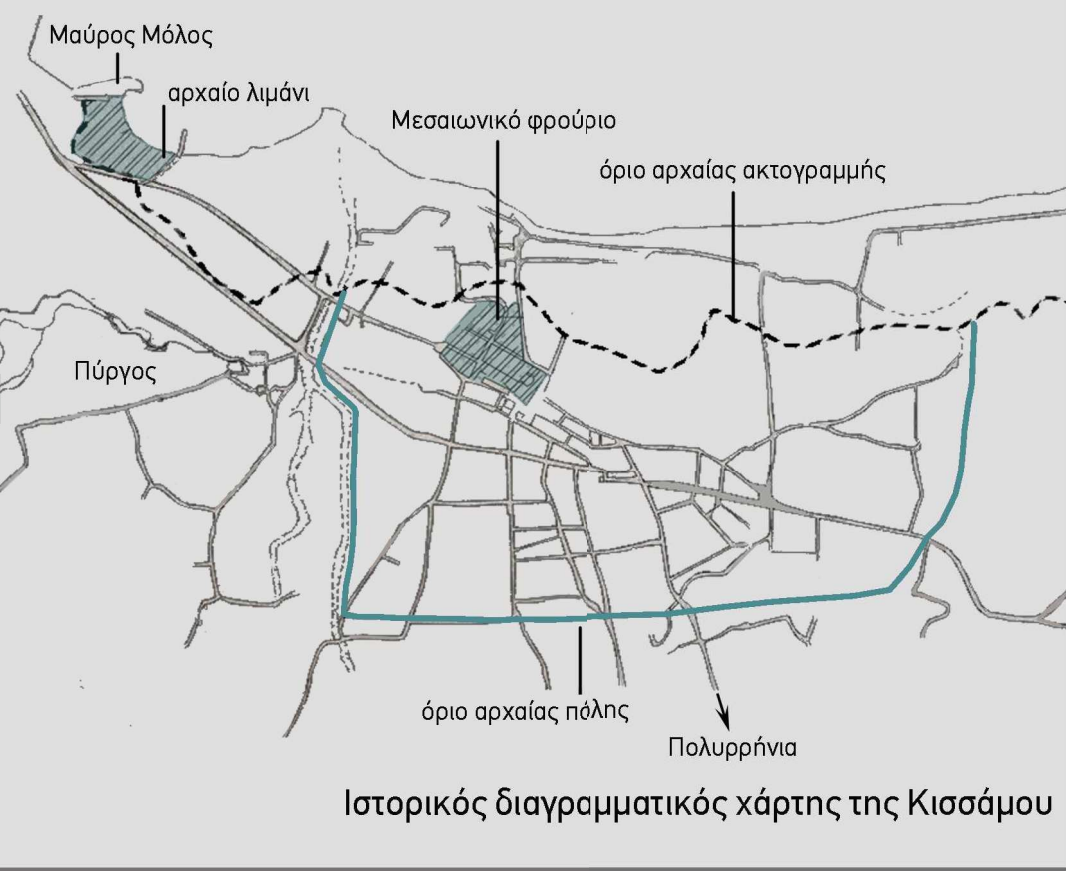 Μαύρος Μόλος
αρχαίο λιμάνι
Μεσαιωνικό φρούριο
όριο αρχαίας ακτογραμμής
Πύργος
όριο αρχαίας πόλης
Πολυρρήνια
Ιστορικός διαγραμματικός χάρτης της Κισσάμου